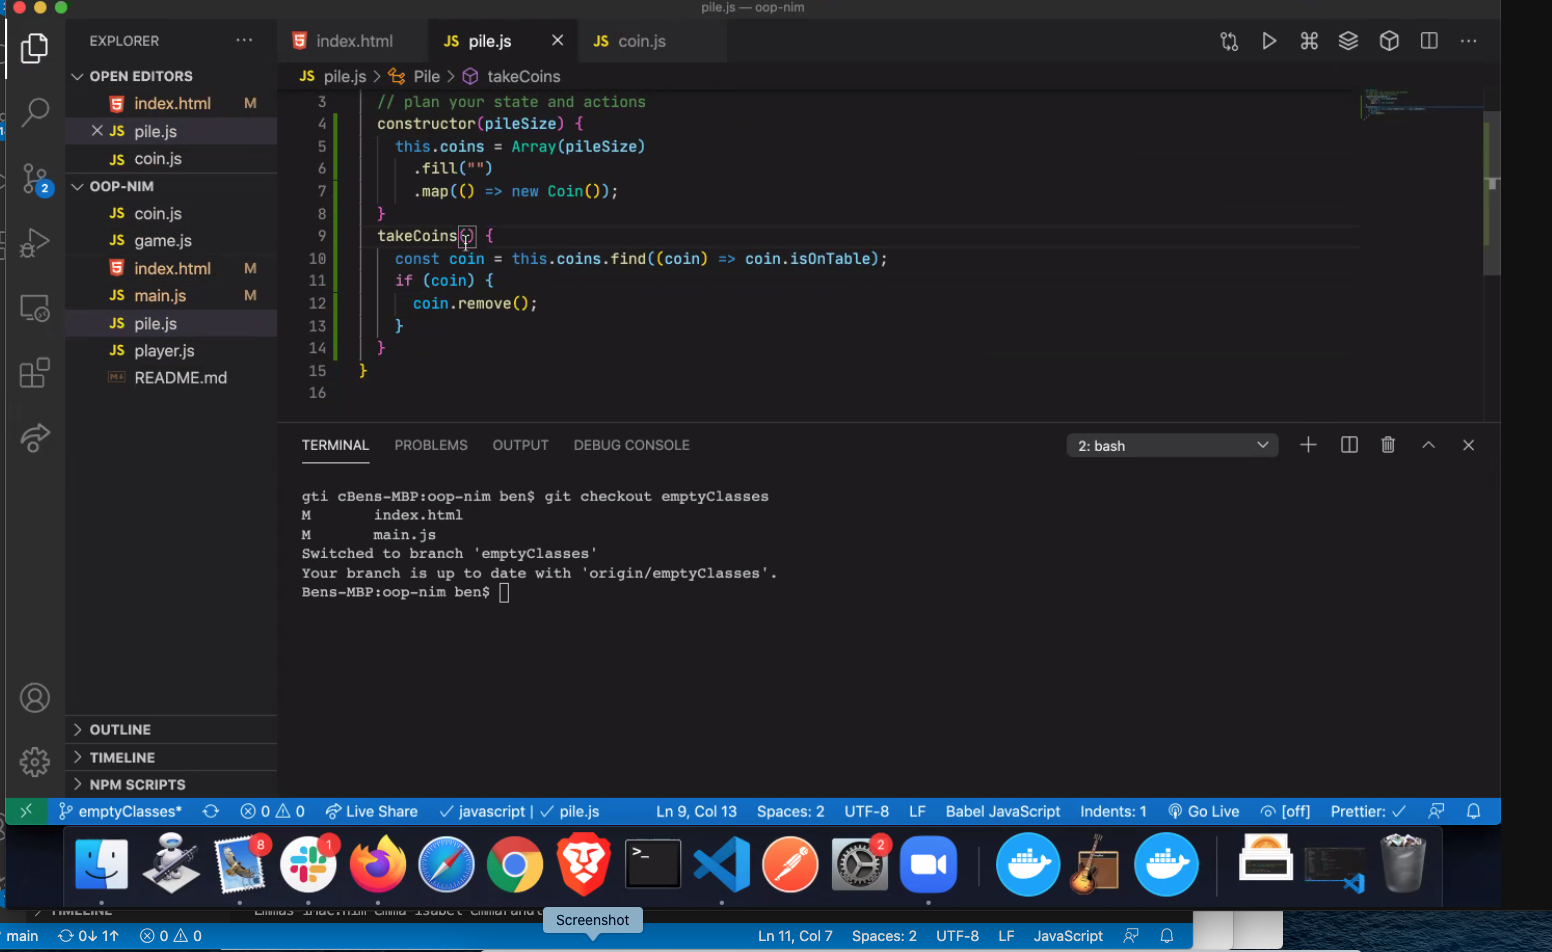 pile.js — oop-nim
EXPLORER
OPEN EDITORS
index.html M
JS pile.js
JS coin.js
OOP-NIM
JS coin.js
JS game.js
index.html M
JS main.js M
JS pile.js
JS player.js
README.md
OUTLINE
TIMELINE
NPM SCRIPTS
2
index.html
JS pile.js
JS coin.js
JS pile.js > Pile > takeCoins
3 // plan your state and actions
4 constructor(pileSize) {
5 this.coins = Array(pileSize)
6 .fill("")
7 .map(() => new Coin());
8 }
9 takeCoins() {
10 const coin = this.coins.find((coin) => coin.isOnTable);
11 if (coin) {
12 coin.remove();
13 }
14 }
15 }
16
TERMINAL PROBLEMS OUTPUT DEBUG CONSOLE 2: bash
gti cBens-MBP:oop-nim ben$ git checkout emptyClasses
M index.html
M main.js
Switched to branch 'emptyClasses'
Your branch is up to date with 'origin/emptyClasses'.
Bens-MBP:oop-nim ben$
emptyClasses* 0 0 Live Share javascript | pile.js Ln 9, Col 13 Spaces: 2 UTF-8 LF Babel JavaScript Indents: 1 Go Live [off] Prettier:
8 1 >_ 2
TIMELINE
Screenshot
main 0↓ 1↑ 0 0 Ln 11, Col 7 Spaces: 2 UTF-8 LF JavaScript